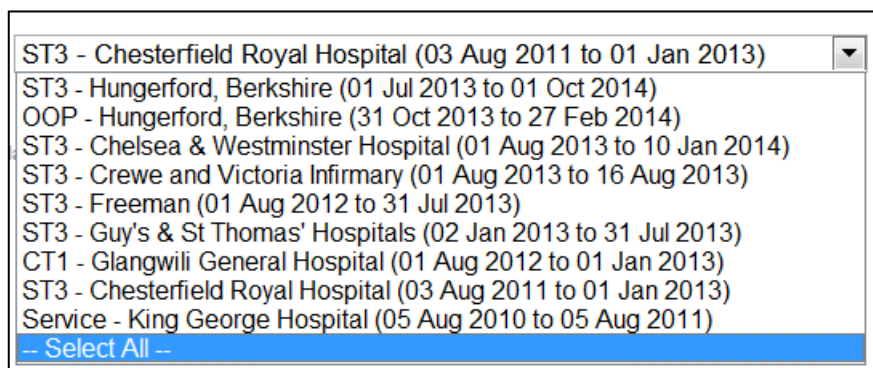 ST3 - Chesterfield Royal Hospital (03 Aug 2011 to 01 Jan 2013)
ST3 - Hungerford, Berkshire (01 Jul 2013 to 01 Oct 2014)
OOP - Hungerford, Berkshire (31 Oct 2013 to 27 Feb 2014)
ST3 - Chelsea & Westminster Hospital (01 Aug 2013 to 10 Jan 2014)
ST3 - Crewe and Victoria Infirmary (01 Aug 2013 to 16 Aug 2013)
ST3 - Freeman (01 Aug 2012 to 31 Jul 2013)
ST3 - Guy's & St Thomas' Hospitals (02 Jan 2013 to 31 Jul 2013)
CT1 - Glangwili General Hospital (01 Aug 2012 to 01 Jan 2013)
ST3 - Chesterfield Royal Hospital (03 Aug 2011 to 01 Jan 2013)
Service - King George Hospital (05 Aug 2010 to 05 Aug 2011)
-- Select All --